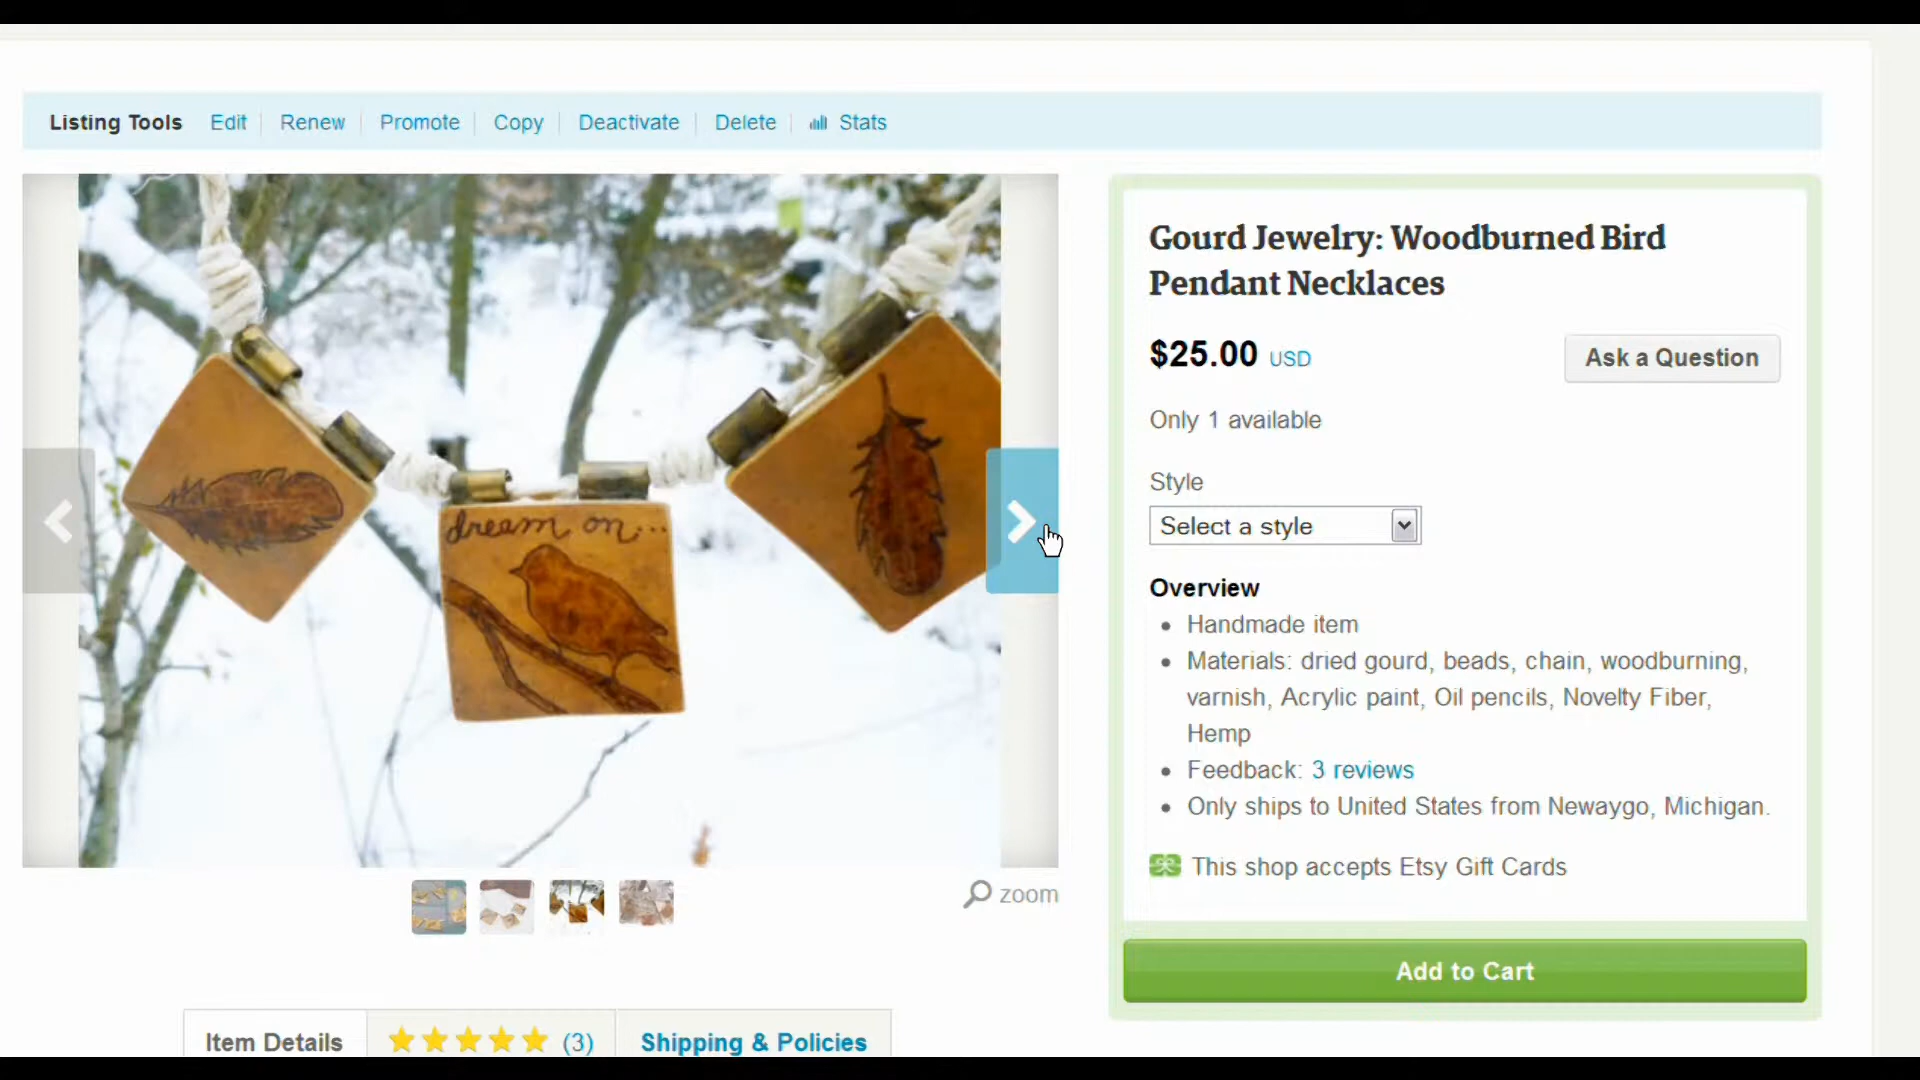 Listing Tools Edit Renew Promote Copy Deactivate Delete Stats
dream on...
Gourd Jewelry: Woodburned Bird
Pendant Necklaces
$25.00 USD
Ask a Question
Only 1 available
Style
Select a style
Overview
Handmade item
Materials: dried gourd, beads, chain, woodburning,
varnish, Acrylic paint, Oil pencils, Novelty Fiber,
Hemp
Feedback: 3 reviews
Only ships to United States from Newaygo, Michigan.
This shop accepts Etsy Gift Cards
zoom
Add to Cart
Item Details (3) Shipping & Policies